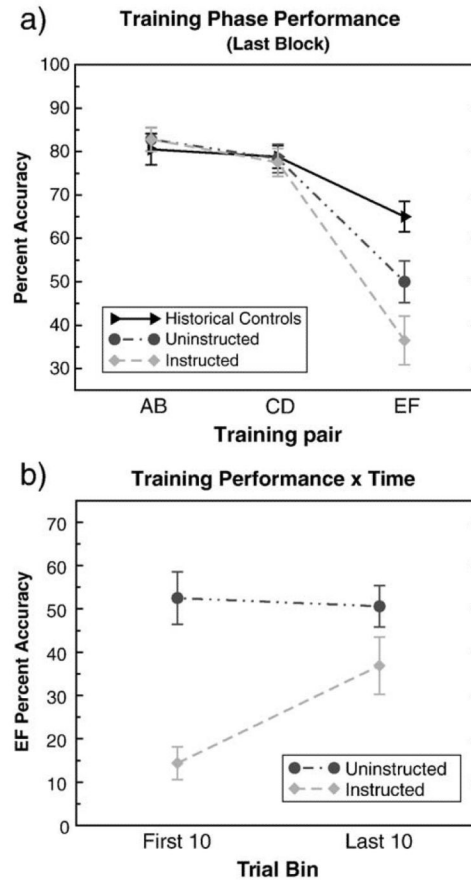 a)
Training Phase Performance
(Last Block)
100
90
80
70
60
50
40
30
Percent Accuracy
Historical Controls
Uninstructed
Instructed
AB CD EF
Training pair
b)
Training Performance x Time
70
60
50
40
30
20
10
0
EF Percent Accuracy
Uninstructed
Instructed
First 10 Last 10
Trial Bin